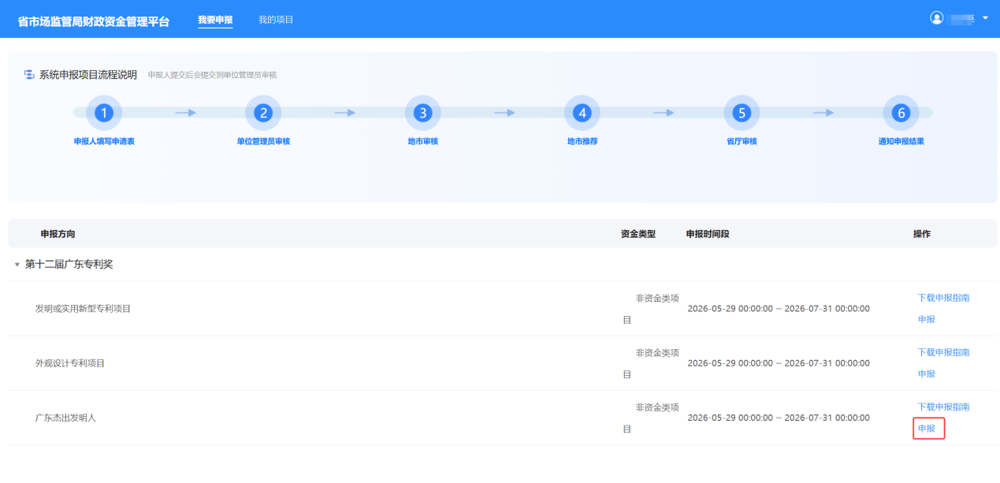 省市场监管局财政资金管理平台 我要申报 我的项目
系统申报项目流程说明 申报人提交后会提交到单位管理员审核
1 2 3 4 5 6
申报人填写申请表 单位管理员审核 地市审核 地市推荐 省厅审核 通知申报结果
申报方向 资金类型 申报时间段 操作
第十二届广东专利奖
发明或实用新型专利项目 非资金类项目 2026-05-29 00:00:00 ~ 2026-07-31 00:00:00 下载申报指南
申报
外观设计专利项目 非资金类项目 2026-05-29 00:00:00 ~ 2026-07-31 00:00:00 下载申报指南
申报
广东杰出发明人 非资金类项目 2026-05-29 00:00:00 ~ 2026-07-31 00:00:00 下载申报指南
申报